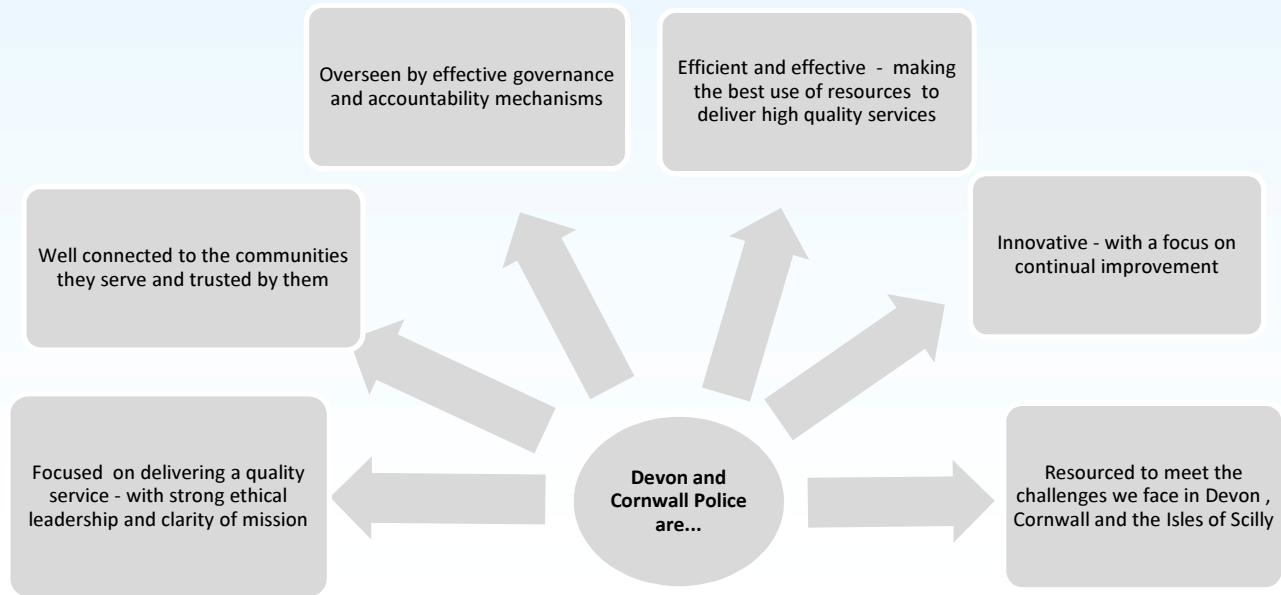 Overseen by effective governance
and accountability mechanisms
Efficient and effective - making
the best use of resources to
deliver high quality services
Well connected to the communities
they serve and trusted by them
Innovative - with a focus on
continual improvement
Focused on delivering a quality
service - with strong ethical
leadership and clarity of mission
Devon and
Cornwall Police
are...
Resourced to meet the
challenges we face in Devon ,
Cornwall and the Isles of Scilly